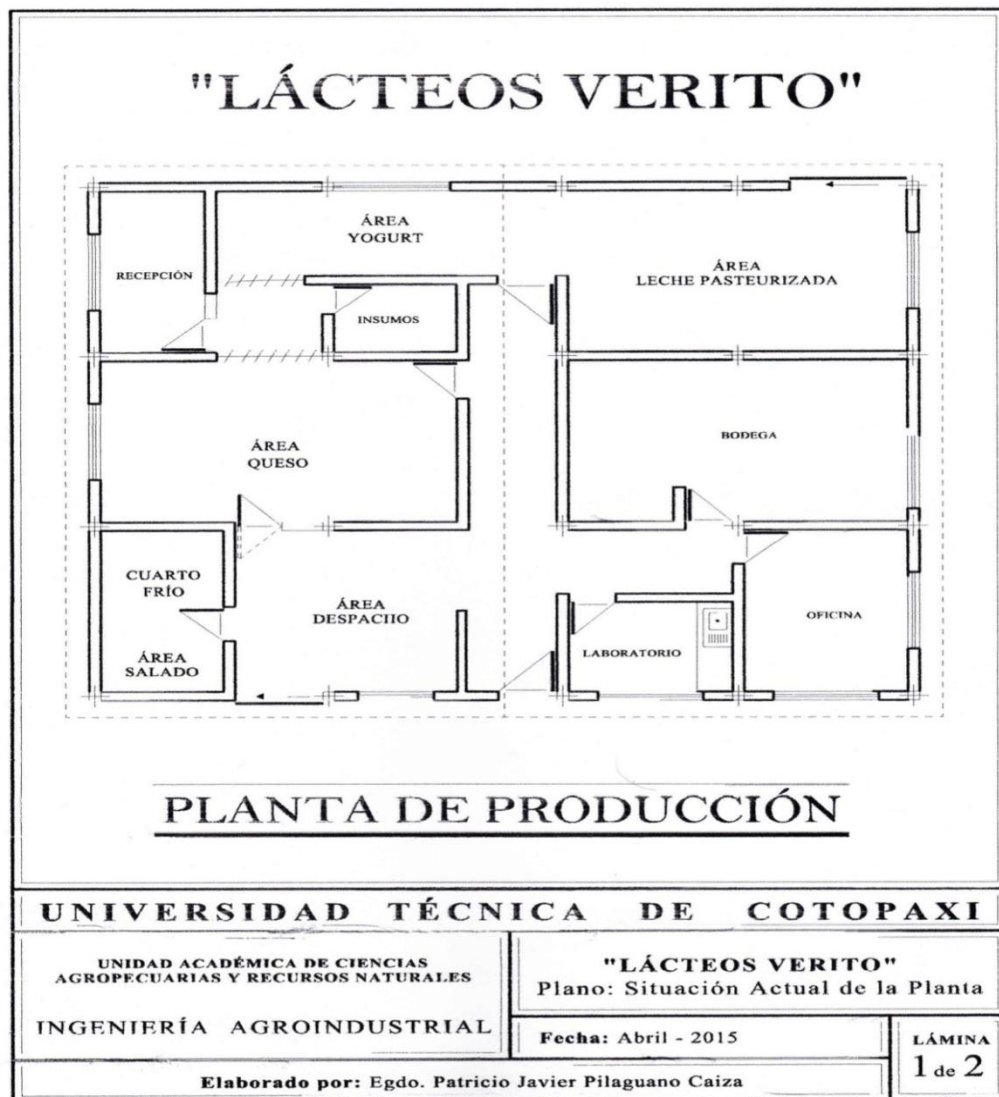 "LÁCTEOS VERITO"
ÁREA
YOGURT
RECEPCIÓN
INSUMOS
ÁREA
LECHE PASTEURIZADA
ÁREA
QUESO
BODEGA
CUARTO
FRÍO
ÁREA
SALADO
ÁREA
DESPACHO
LABORATORIO
OFICINA
PLANTA DE PRODUCCIÓN
UNIVERSIDAD TÉCNICA DE COTOPAXI
UNIDAD ACADÉMICA DE CIENCIAS
AGROPECUARIAS Y RECURSOS NATURALES
INGENIERÍA AGROINDUSTRIAL
"LÁCTEOS VERITO"
Plano: Situación Actual de la Planta
Fecha: Abril - 2015
LÁMINA
1 de 2
Elaborado por: Egdo. Patricio Javier Pilaguano Caiza